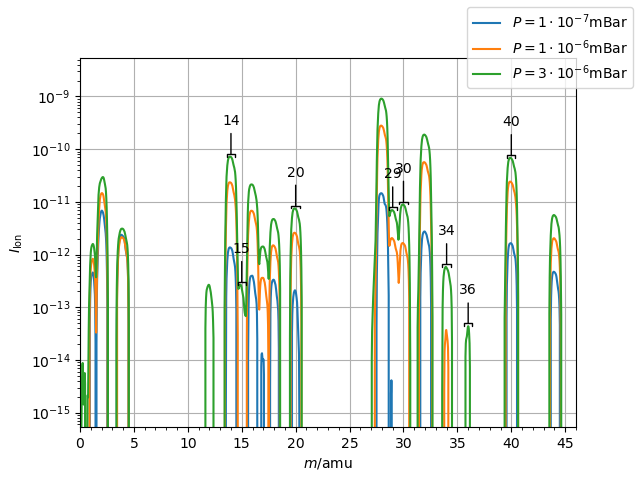 P = 1 · 10⁻⁷mBar
P = 1 · 10⁻⁶mBar
P = 3 · 10⁻⁶mBar
10⁻⁹
10⁻¹⁰
10⁻¹¹
10⁻¹²
10⁻¹³
10⁻¹⁴
10⁻¹⁵
I_Ion
14
15
20
29
30
34
36
40
0 5 10 15 20 25 30 35 40 45
m/amu